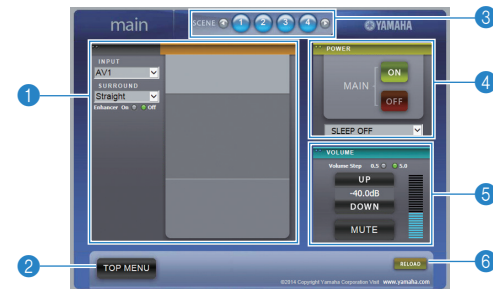 main
SCENE 1 2 3 4
YAMAHA
3
INPUT
AV1
SURROUND
Straight
Enhancer On Off
1
POWER
MAIN
ON
OFF
SLEEP OFF
4
VOLUME
Volume Step 0.5 5.0
UP
-40.0dB
DOWN
MUTE
5
2
TOP MENU
RELOAD
6
©2014 Copyright Yamaha Corporation Visit www.yamaha.com